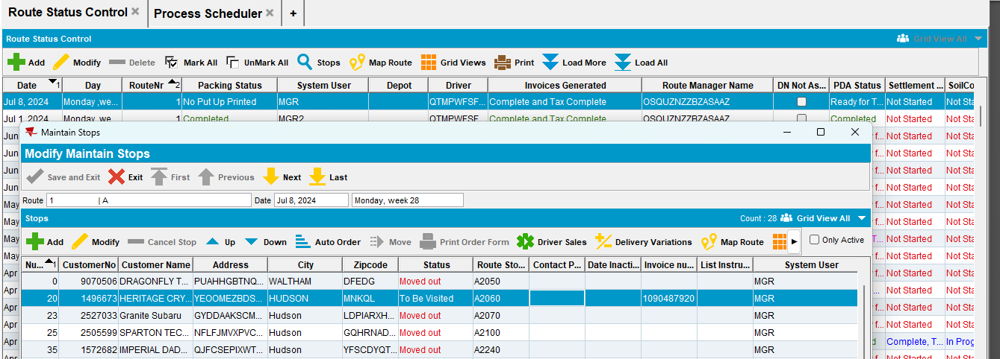 Route Status Control Process Scheduler +
Route Status Control Grid View All
Add Modify Delete Mark All UnMark All Stops Map Route Grid Views Print Load More Load All
Date 1 Day RouteNr 2 Packing Status System User Depot Driver Invoices Generated Route Manager Name DN Not As... PDA Status Settlement ... SoilCo
Jul 8, 2024 Monday ,we... 1 No Put Up Printed MGR QTMPWFSF... Complete and Tax Complete OSQUZNZZBZASAAZ Ready for T... Not Started Not Sta
Jul 1, 2024 Monday, we... 1 Completed MGR2 QTMPWFSF... Complete and Tax Complete OSQUZNZZBZASAAZ Completed Not Started Not Sta
Maintain Stops
Jun f... Not Started Not Sta
Modify Maintain Stops
Jun f... Not Started Not Sta
Jun f... Not Started Not Sta
Save and Exit Exit First Previous Next Last
Jun f... Not Started Not Sta
Route 1 | A Date Jul 8, 2024 Monday, week 28
May f... Not Started Not Sta
Stops Count : 28 Grid View All
May f... Not Started Not Sta
Add Modify Cancel Stop Up Down Auto Order Move Print Order Form Driver Sales Delivery Variations Map Route Only Active
May Not Started Not Sta
May f... Not Started Not Sta
Nu... 1 CustomerNo Customer Name Address City Zipcode Status Route Sto... Contact P... Date Inacti... Invoice nu... List Instru... System User
Apr f... Not Started Not Sta
0 9070506 DRAGONFLY T... PUAHHGBTNQ... WALTHAM DFEDG Moved out A2050 MGR
Apr ... Not Started Not Sta
20 1496673 HERITAGE CRY... YEOOMEZBDS... HUDSON MNKQL To Be Visited A2060 1090487920 MGR
Apr f... Not Started Not Sta
23 2527033 Granite Subaru GYDDAAKSCM... Hudson LDPIARXH... Moved out A2070 MGR
Apr f... Not Started Not Sta
25 2505599 SPARTON TEC... NFLFJMVXPVC... Hudson GQHRNAD... Moved out A2100 MGR
Apr d Complete, T... In Prog
35 1572682 IMPERIAL DAD... QJFCSEPIXWT... Hudson YFSCDYQT... Moved out A2240 MGR
Not Started Not Sta